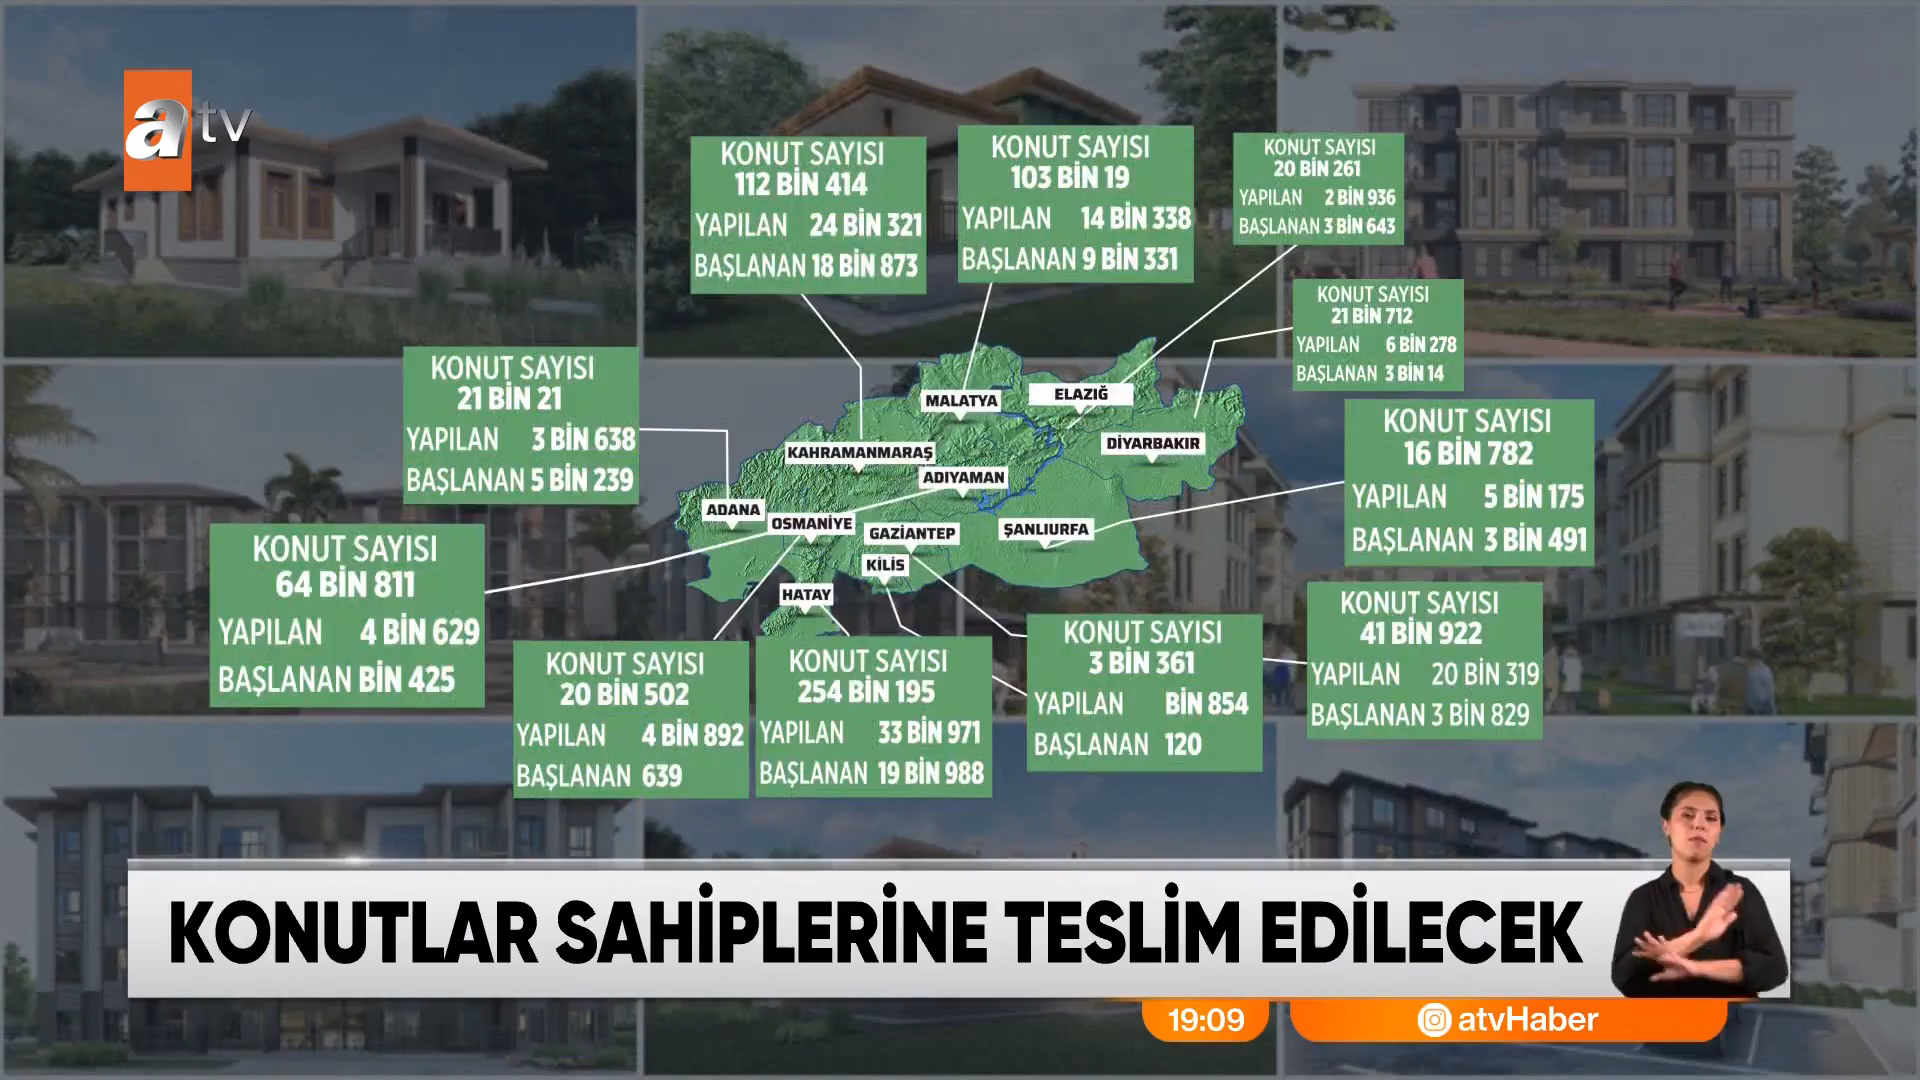 atv
KONUT SAYISI
112 BİN 414
YAPILAN 24 BİN 321
BAŞLANAN 18 BİN 873
KONUT SAYISI
103 BİN 19
YAPILAN 14 BİN 338
BAŞLANAN 9 BİN 331
KONUT SAYISI
20 BİN 261
YAPILAN 2 BİN 936
BAŞLANAN 3 BİN 643
KONUT SAYISI
21 BİN 712
YAPILAN 6 BİN 278
BAŞLANAN 3 BİN 14
KONUT SAYISI
21 BİN 21
YAPILAN 3 BİN 638
BAŞLANAN 5 BİN 239
KONUT SAYISI
16 BİN 782
YAPILAN 5 BİN 175
BAŞLANAN 3 BİN 491
MALATYA
ELAZIĞ
DİYARBAKIR
KAHRAMANMARAŞ
ADIYAMAN
ADANA
OSMANİYE
GAZİANTEP
ŞANLIURFA
KİLİS
HATAY
KONUT SAYISI
64 BİN 811
YAPILAN 4 BİN 629
BAŞLANAN BİN 425
KONUT SAYISI
20 BİN 502
YAPILAN 4 BİN 892
BAŞLANAN 639
KONUT SAYISI
254 BİN 195
YAPILAN 33 BİN 971
BAŞLANAN 19 BİN 988
KONUT SAYISI
3 BİN 361
YAPILAN BİN 854
BAŞLANAN 120
KONUT SAYISI
41 BİN 922
YAPILAN 20 BİN 319
BAŞLANAN 3 BİN 829
KONUTLAR SAHİPLERİNE TESLİM EDİLECEK
19:09
atvHaber